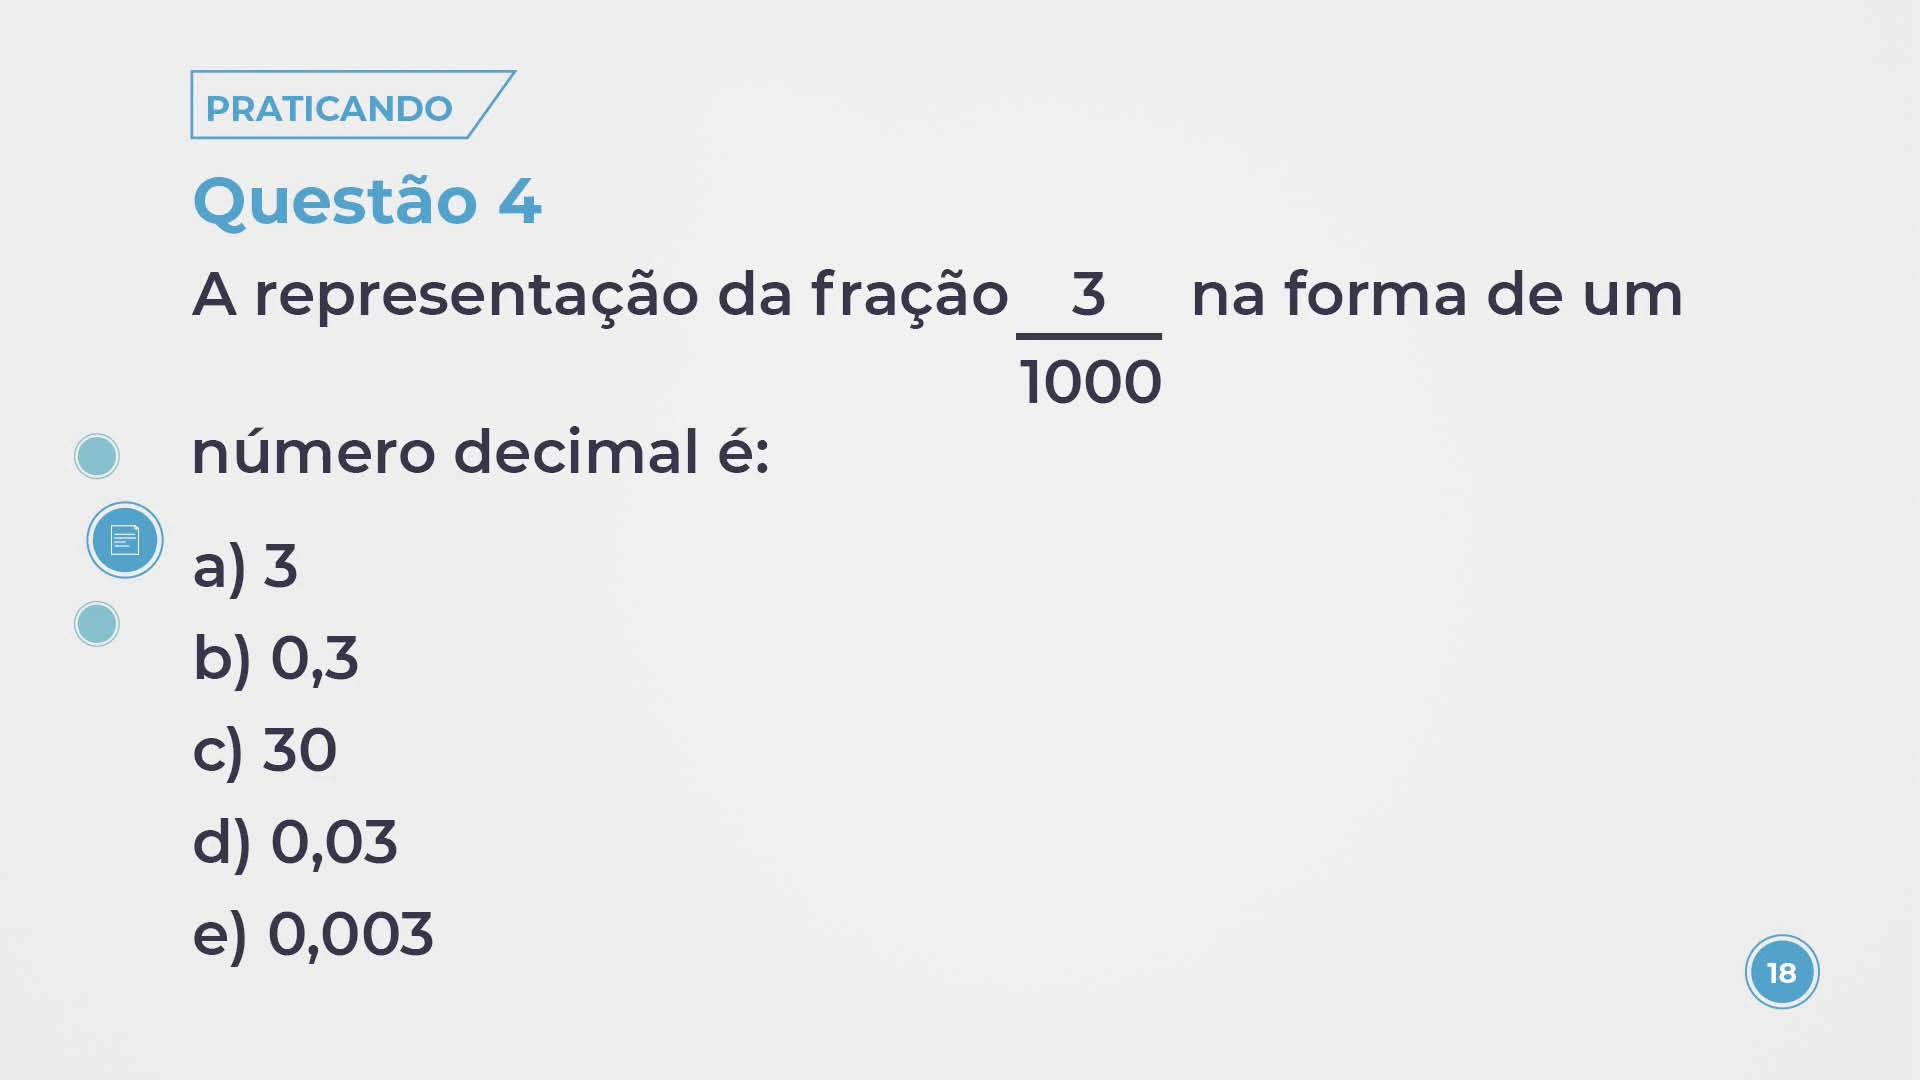 PRATICANDO
Questão 4
A representação da fração 3 na forma de um
1000
número decimal é:
a) 3
b) 0,3
c) 30
d) 0,03
e) 0,003
18